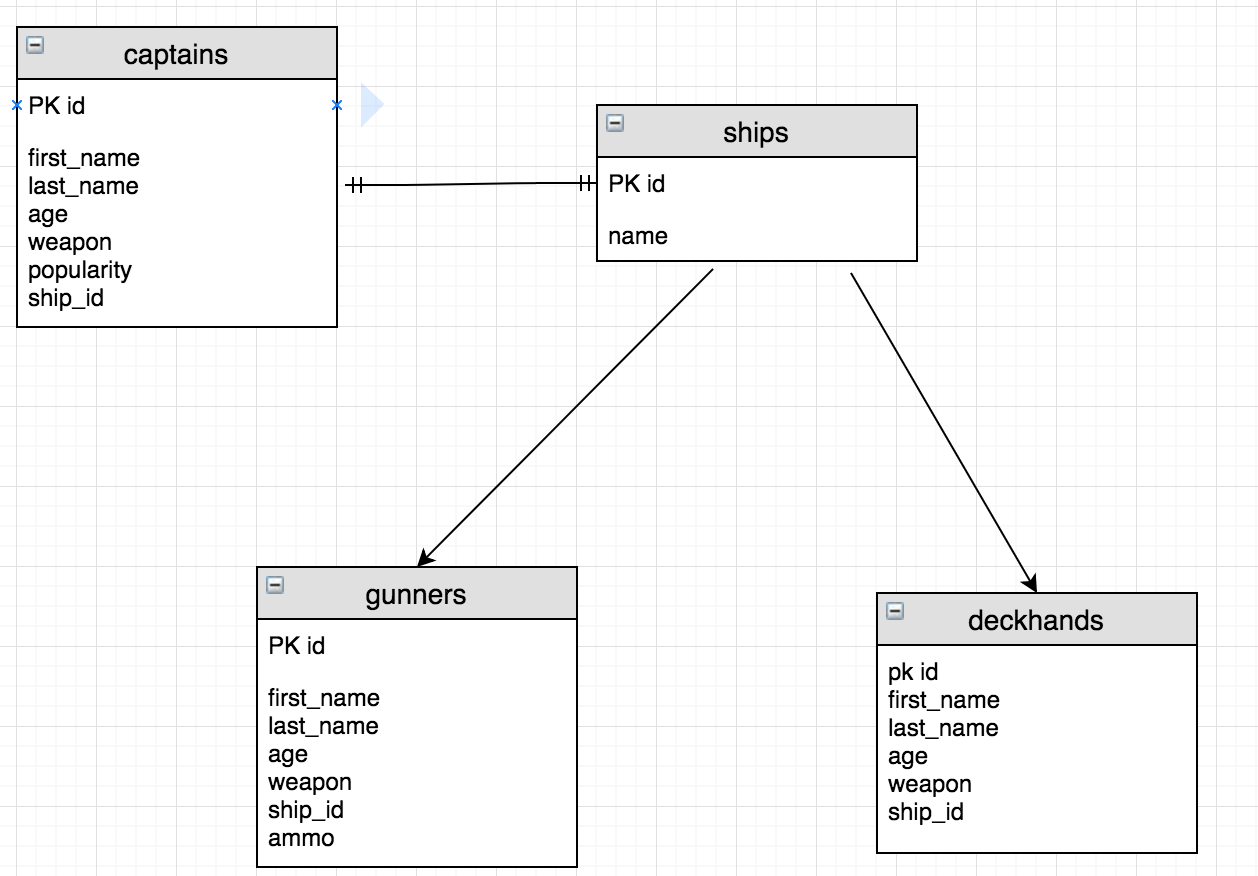 captains
PK id
first_name
last_name
age
weapon
popularity
ship_id
ships
PK id
name
gunners
PK id
first_name
last_name
age
weapon
ship_id
ammo
deckhands
pk id
first_name
last_name
age
weapon
ship_id